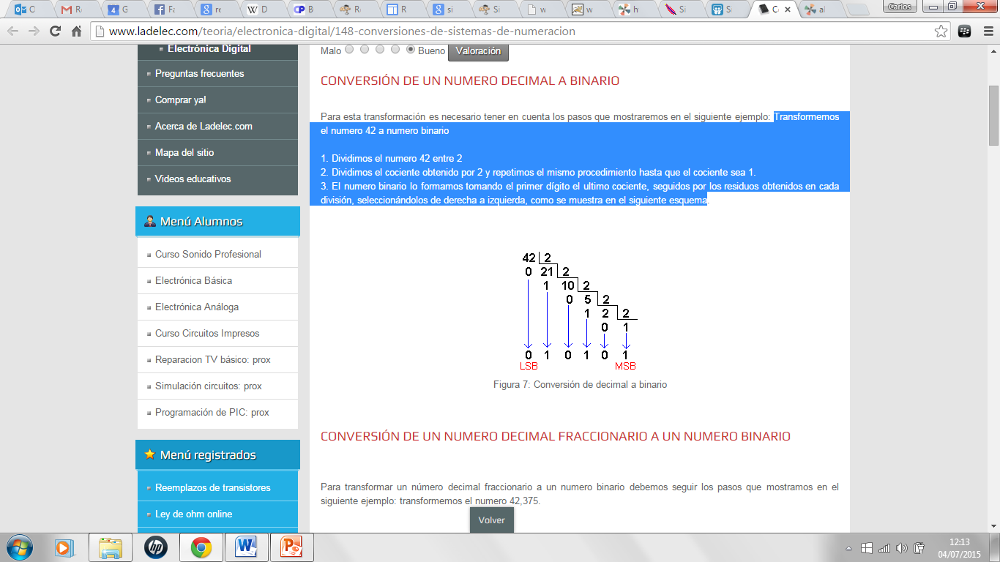 O
G
Fa
re
W D
B
Re
R
si
Si
w
w
h
Si
S
Co
al
Carlos
www.ladelec.com/teoria/electronica-digital/148-conversiones-de-sistemas-de-numeracion
Electrónica Digital
Preguntas frecuentes
Comprar ya!
Acerca de Ladelec.com
Mapa del sitio
Videos educativos
Menú Alumnos
Curso Sonido Profesional
Electrónica Básica
Electrónica Análoga
Curso Circuitos Impresos
Reparacion TV básico: prox
Simulación circuitos: prox
Programación de PIC: prox
Menú registrados
Reemplazos de transistores
Ley de ohm online
Malo Bueno Valoración
CONVERSIÓN DE UN NUMERO DECIMAL A BINARIO
Para esta transformación es necesario tener en cuenta los pasos que mostraremos en el siguiente ejemplo: Transformemos
el numero 42 a numero binario
1. Dividimos el numero 42 entre 2
2. Dividimos el cociente obtenido por 2 y repetimos el mismo procedimiento hasta que el cociente sea 1.
3. El numero binario lo formamos tomando el primer dígito el ultimo cociente, seguidos por los residuos obtenidos en cada
división, seleccionándolos de derecha a izquierda, como se muestra en el siguiente esquema.
42 2
0 21 2
1 10 2
0 5 2
1 2 2
0 1
0 1 0 1 0 1
LSB MSB
Figura 7: Conversión de decimal a binario
CONVERSIÓN DE UN NUMERO DECIMAL FRACCIONARIO A UN NUMERO BINARIO
Para transformar un número decimal fraccionario a un numero binario debemos seguir los pasos que mostramos en el
siguiente ejemplo: transformemos el numero 42,375.
Volver
12:13
04/07/2015